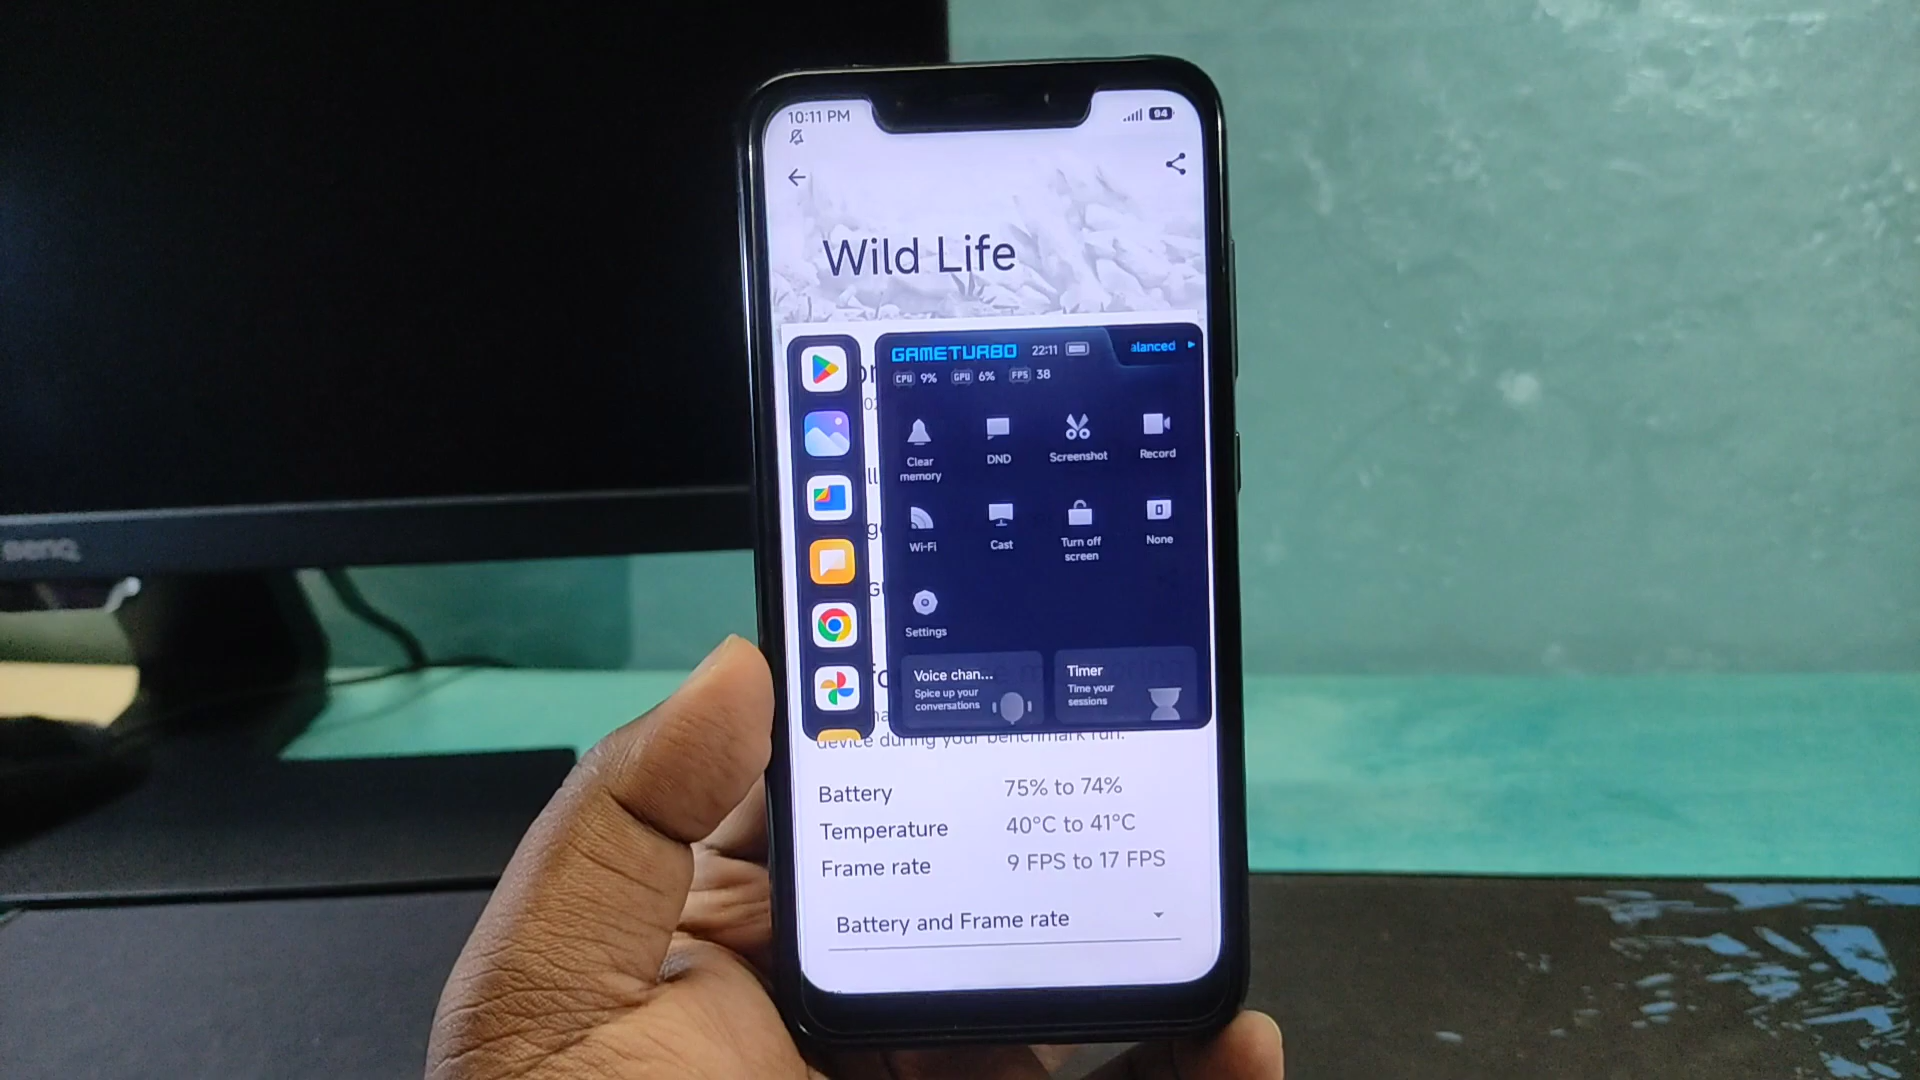 10:11 PM
94
Wild Life
GAMETURBO 22:11
alanced
CPU 9% GPU 6% FPS 38
Clear memory
DND
Screenshot
Record
Wi-Fi
Cast
Turn off screen
None
Settings
Voice chan...
Spice up your
conversations
Timer
Time your
sessions
device during your benchmark run.
Battery 75% to 74%
Temperature 40°C to 41°C
Frame rate 9 FPS to 17 FPS
Battery and Frame rate
BenQ